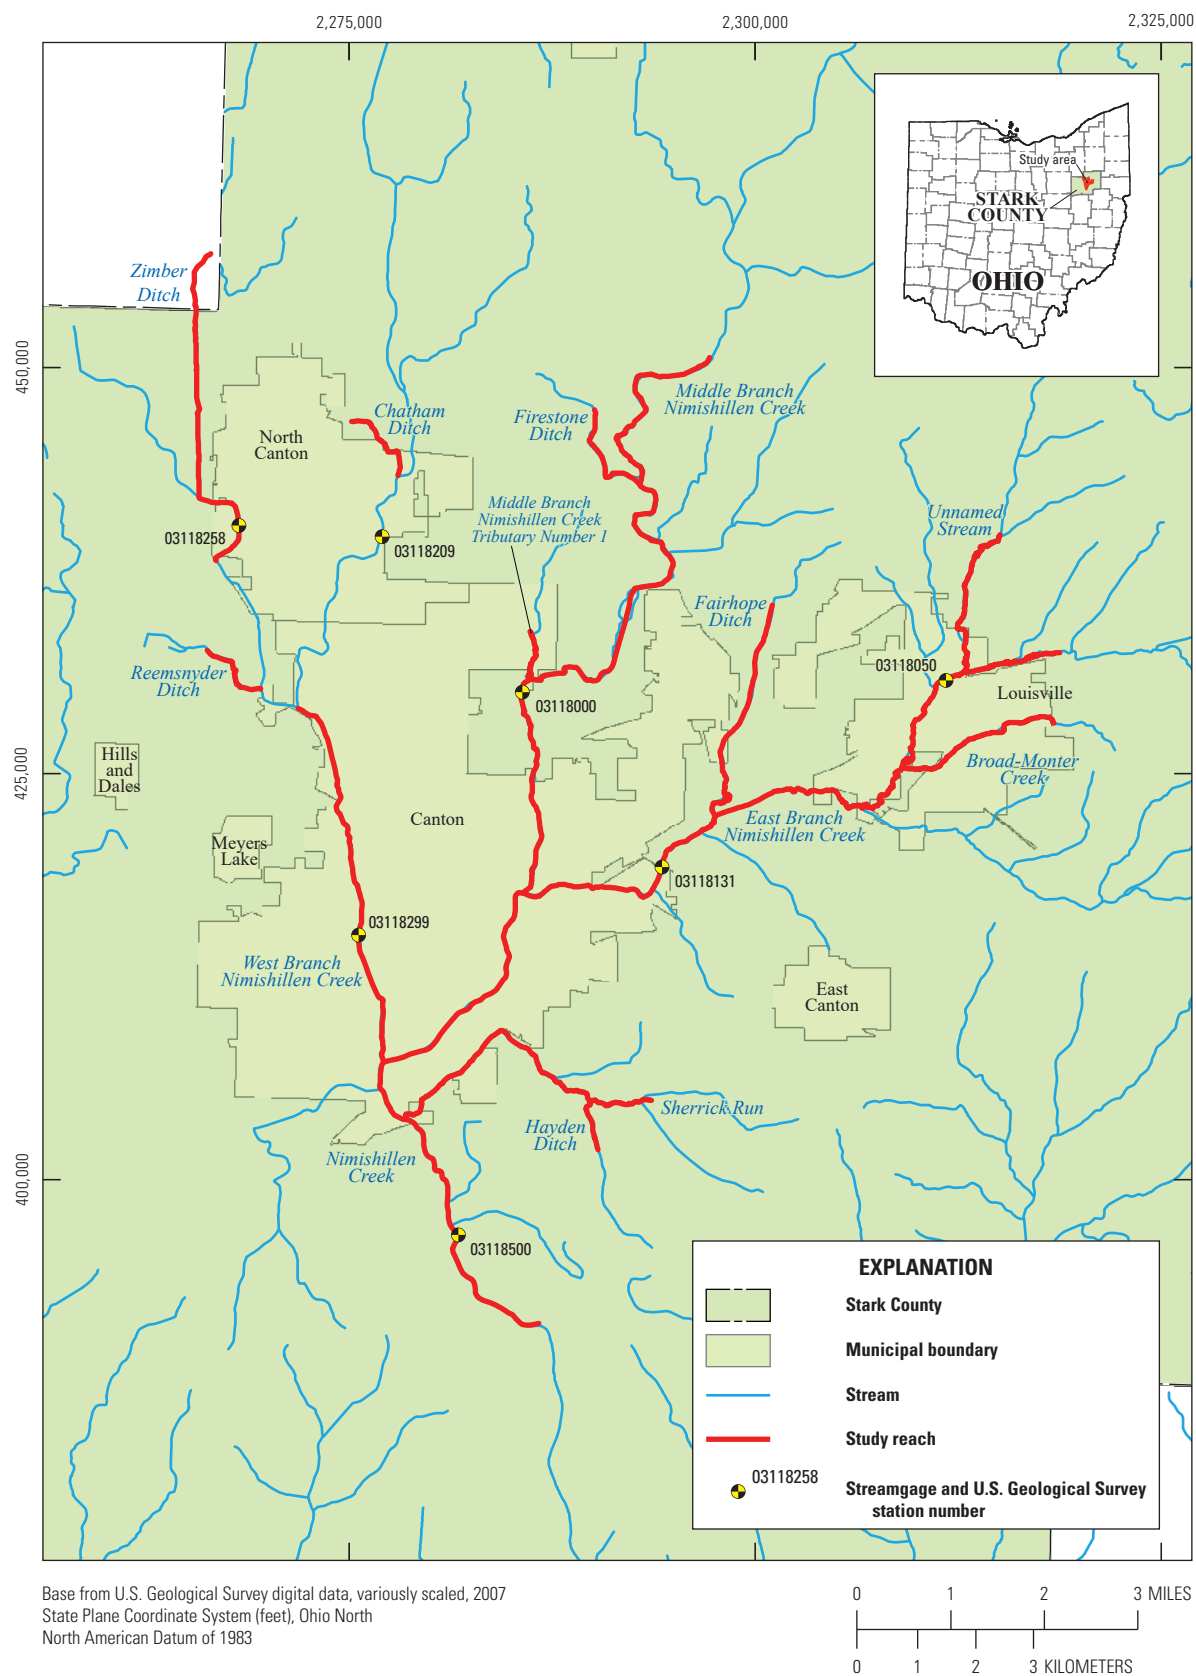 2,275,000
2,300,000
2,325,000
450,000
425,000
400,000
Study area
STARK
COUNTY
OHIO
Zimber
Ditch
North
Canton
Chatham
Ditch
Firestone
Ditch
Middle Branch
Nimishillen Creek
Middle Branch
Nimishillen Creek
Tributary Number 1
Unnamed
Stream
03118258
03118209
Fairhope
Ditch
03118050
Reemsnyder
Ditch
03118000
Louisville
Hills
and
Dales
Broad-Monter
Creek
Canton
East Branch
Nimishillen Creek
Meyers
Lake
03118131
03118299
West Branch
Nimishillen Creek
East
Canton
Sherrick Run
Hayden
Ditch
Nimishillen
Creek
03118500
EXPLANATION
Stark County
Municipal boundary
Stream
Study reach
03118258
Streamgage and U.S. Geological Survey
station number
Base from U.S. Geological Survey digital data, variously scaled, 2007
State Plane Coordinate System (feet), Ohio North
North American Datum of 1983
0 1 2 3 MILES
0 1 2 3 KILOMETERS